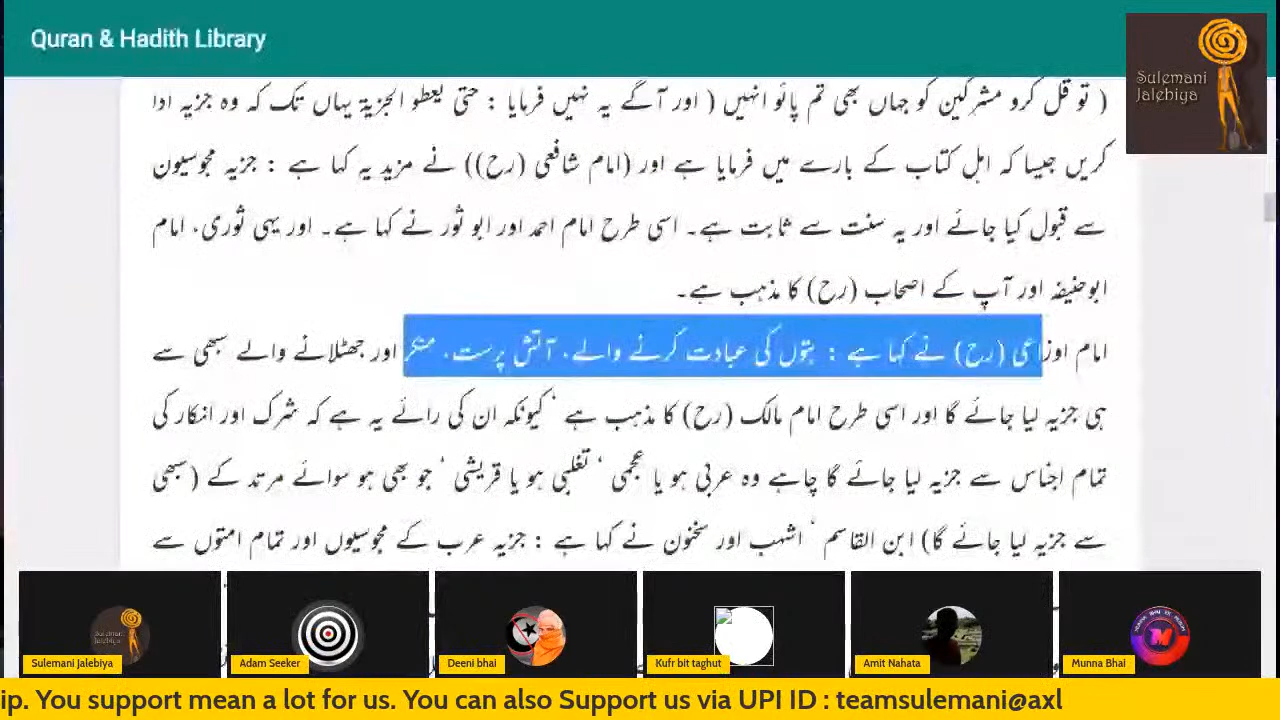 Quran & Hadith Library
Sulemani
Jalebiya
( تو قل کرو مشرکین کو جہاں بھی تم پائو انہیں ( اور آگے یہ نہیں فرمایا : حتی یعطو الجزیۃ یہاں تک کہ وہ جزیہ ادا
کریں جیسا کہ اہل کتاب کے بارے میں فرمایا ہے اور (امام شافعی (رح)) نے مزید یہ کہا ہے : جزیہ مجوسیون
سے قبول کیا جائے اور یہ سنت سے ثابت ہے۔ اسی طرح امام احمد اور ابو ثور نے کہا ہے۔ اور یہی ثوری، امام
ابوحنیفہ اور آپ کے اصحاب (رح) کا مذہب ہے۔
امام اوزاعی (رح) نے کہا ہے : بتوں کی عبادت کرنے والے، آتش پرست، منکر اور جھٹلانے والے سبھی سے
ہی جزیہ لیا جائے گا اور اسی طرح امام مالک (رح) کا مذہب ہے ‘ کیونکہ ان کی رائے یہ ہے کہ شرک اور انکار کی
تمام اجناس سے جزیہ لیا جائے گا چاہے وہ عربی ہو یا عجمی ‘ تغلبی ہو یا قریشی ‘ جو بھی ہو سوائے مرتد کے (سبھی
سے جزیہ لیا جائے گا) ابن القاسم ‘ اشہب اور سخنون نے کہا ہے : جزیہ عرب کے مجوسیوں اور تمام امتوں سے
Sulemani Jalebiya
Adam Seeker
Deeni bhai
Kufr bit taghut
Amit Nahata
Munna Bhai
ip. You support mean a lot for us. You can also Support us via UPI ID : teamsulemani@axl